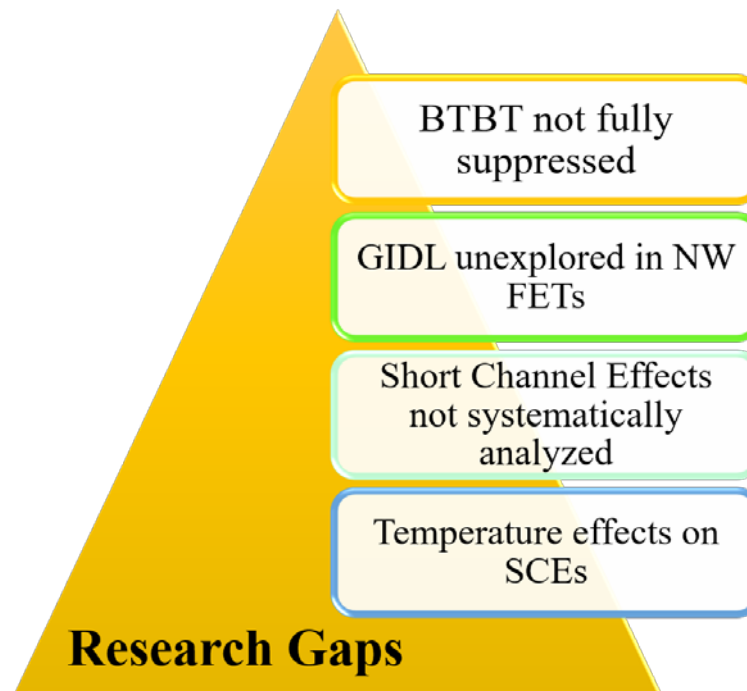 BTBT not fully
suppressed
GIDL unexplored in NW
FETs
Short Channel Effects
not systematically
analyzed
Temperature effects on
SCEs
Research Gaps